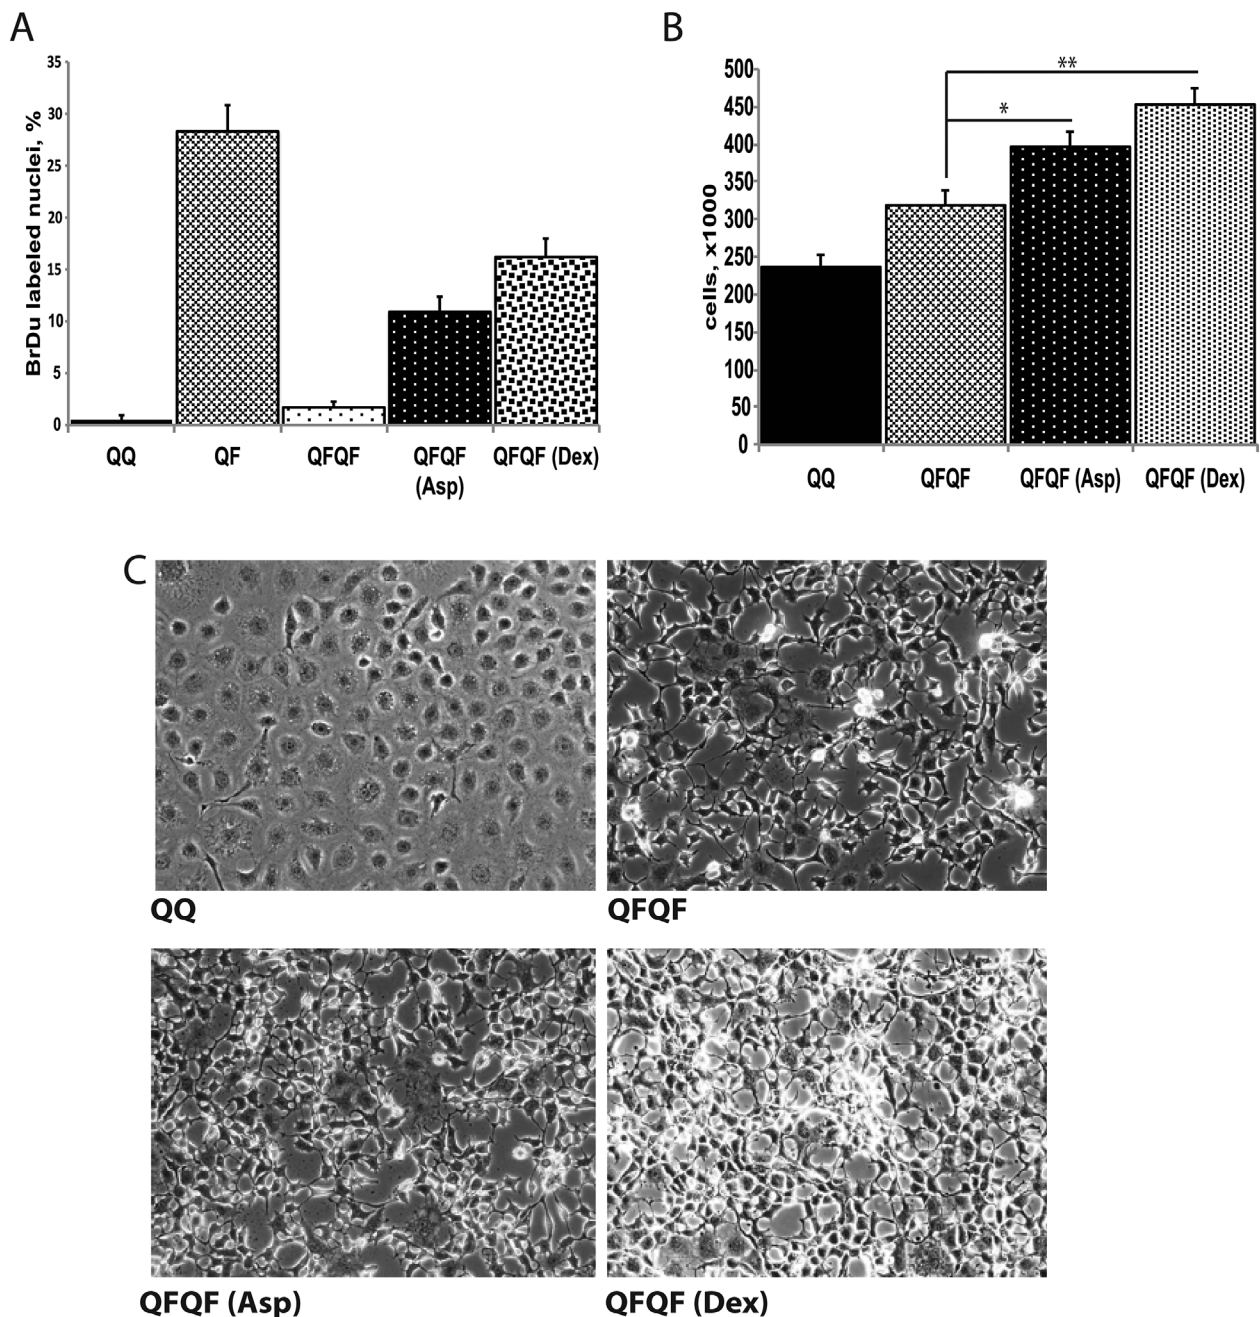 A
BrDu labeled nuclei, %
35
30
25
20
15
10
5
0
QQ
QF
QFQF
QFQF
(Asp)
QFQF (Dex)
B
cells, x1000
500
450
400
350
300
250
200
150
100
50
0
**
*
QQ
QFQF
QFQF (Asp)
QFQF (Dex)
C
QQ
QFQF
QFQF (Asp)
QFQF (Dex)